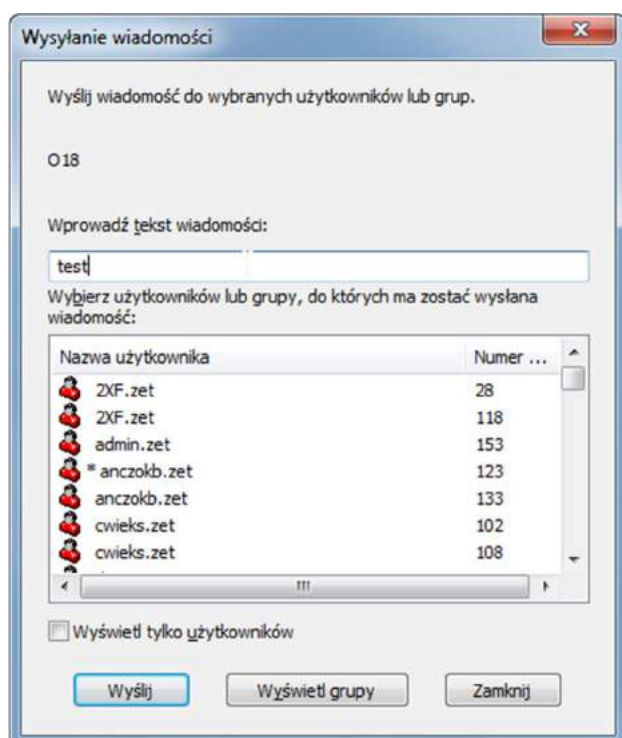 Wysyłanie wiadomości
Wyślij wiadomość do wybranych użytkowników lub grup.
O18
Wprowadź tekst wiadomości:
test
Wybierz użytkowników lub grupy, do których ma zostać wysłana
wiadomość:
Nazwa użytkownika Numer ...
2XF.zet 28
2XF.zet 118
admin.zet 153
* anczokb.zet 123
anczokb.zet 133
cwieks.zet 102
cwieks.zet 108
Wyświetl tylko użytkowników
Wyślij Wyświetl grupy Zamknij